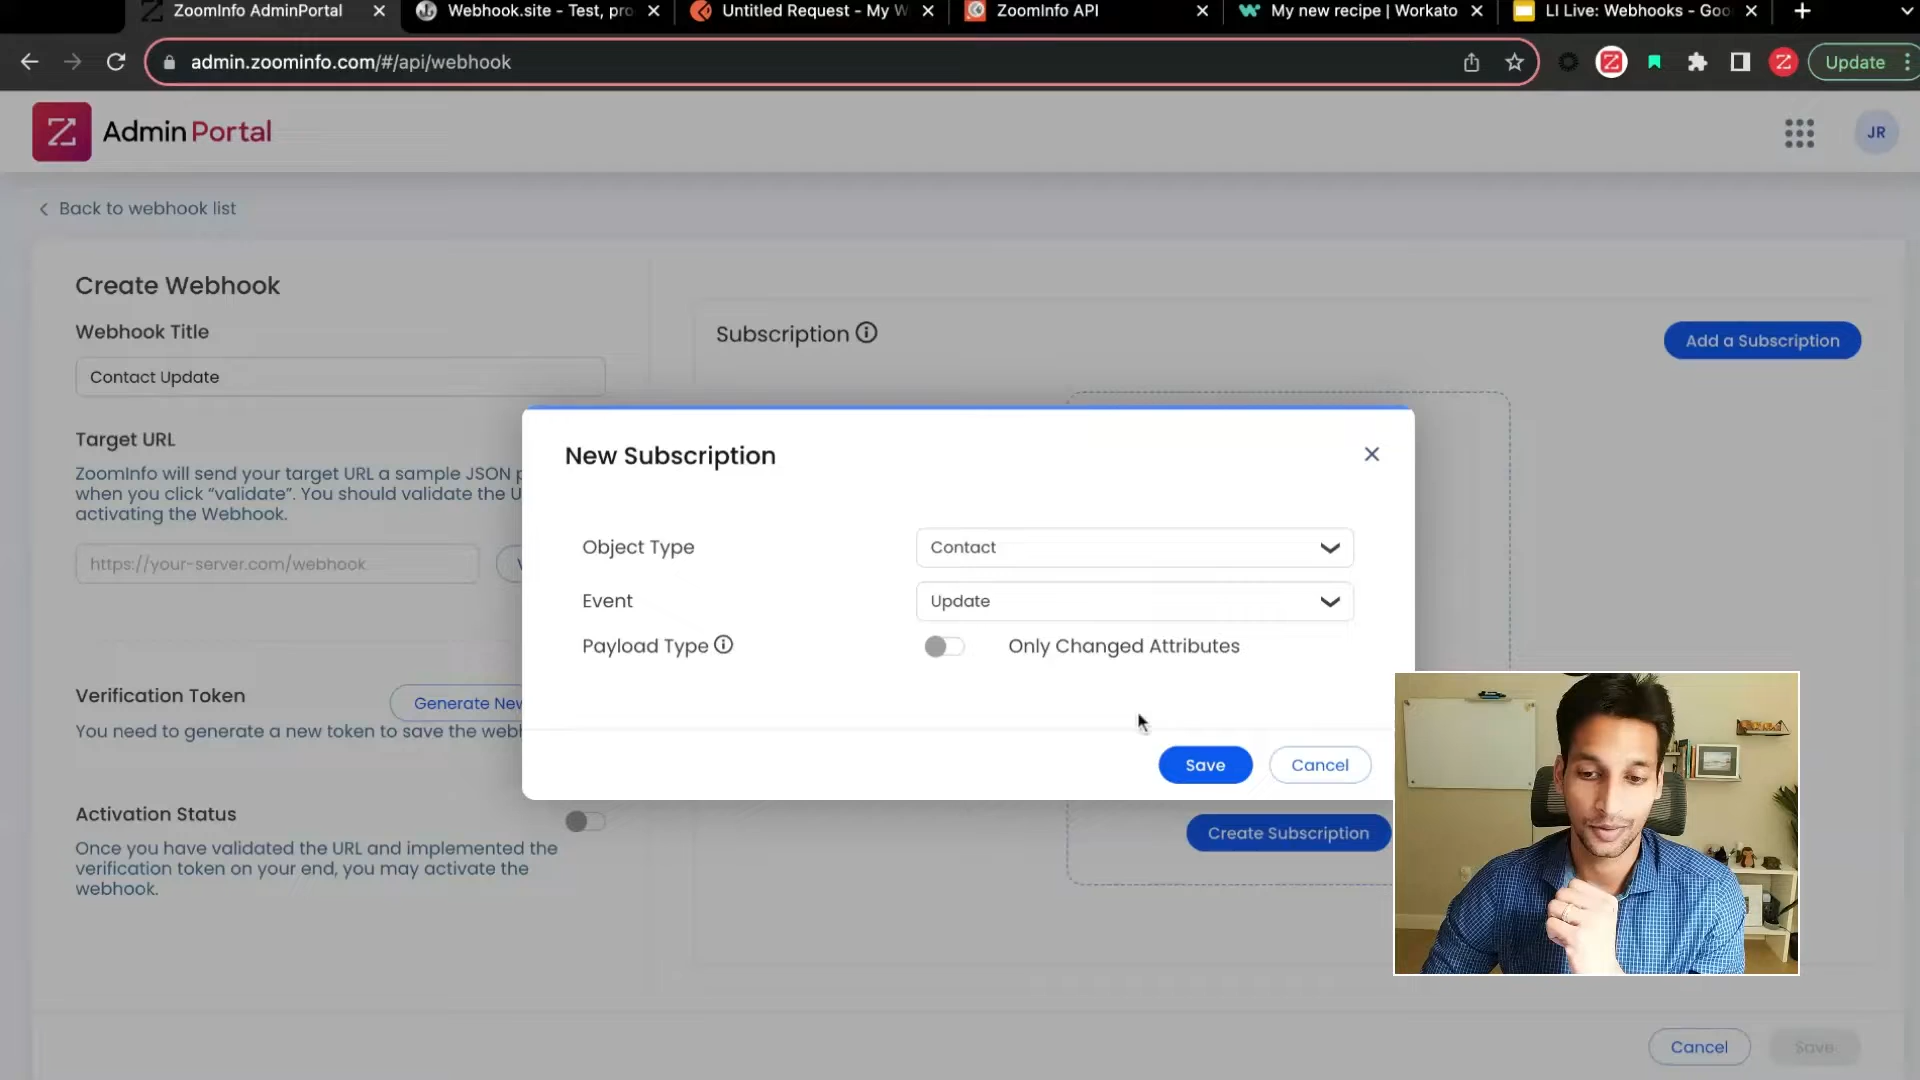 ZoomInfo AdminPortal
Webhook.site - Test, pro
Untitled Request - My W
ZoomInfo API
My new recipe | Workato
LI Live: Webhooks - Goo
admin.zoominfo.com/#/api/webhook
Update
Admin Portal
JR
Back to webhook list
Create Webhook
Webhook Title
Contact Update
Target URL
ZoomInfo will send your target URL a sample JSON
when you click "validate". You should validate the
activating the Webhook.
https://your-server.com/webhook
Verification Token
Generate New
You need to generate a new token to save the
Activation Status
Once you have validated the URL and implemented the
verification token on your end, you may activate the
webhook.
Subscription
Add a Subscription
New Subscription
Object Type
Contact
Event
Update
Payload Type
Only Changed Attributes
Save
Cancel
Create Subscription
Cancel
Save